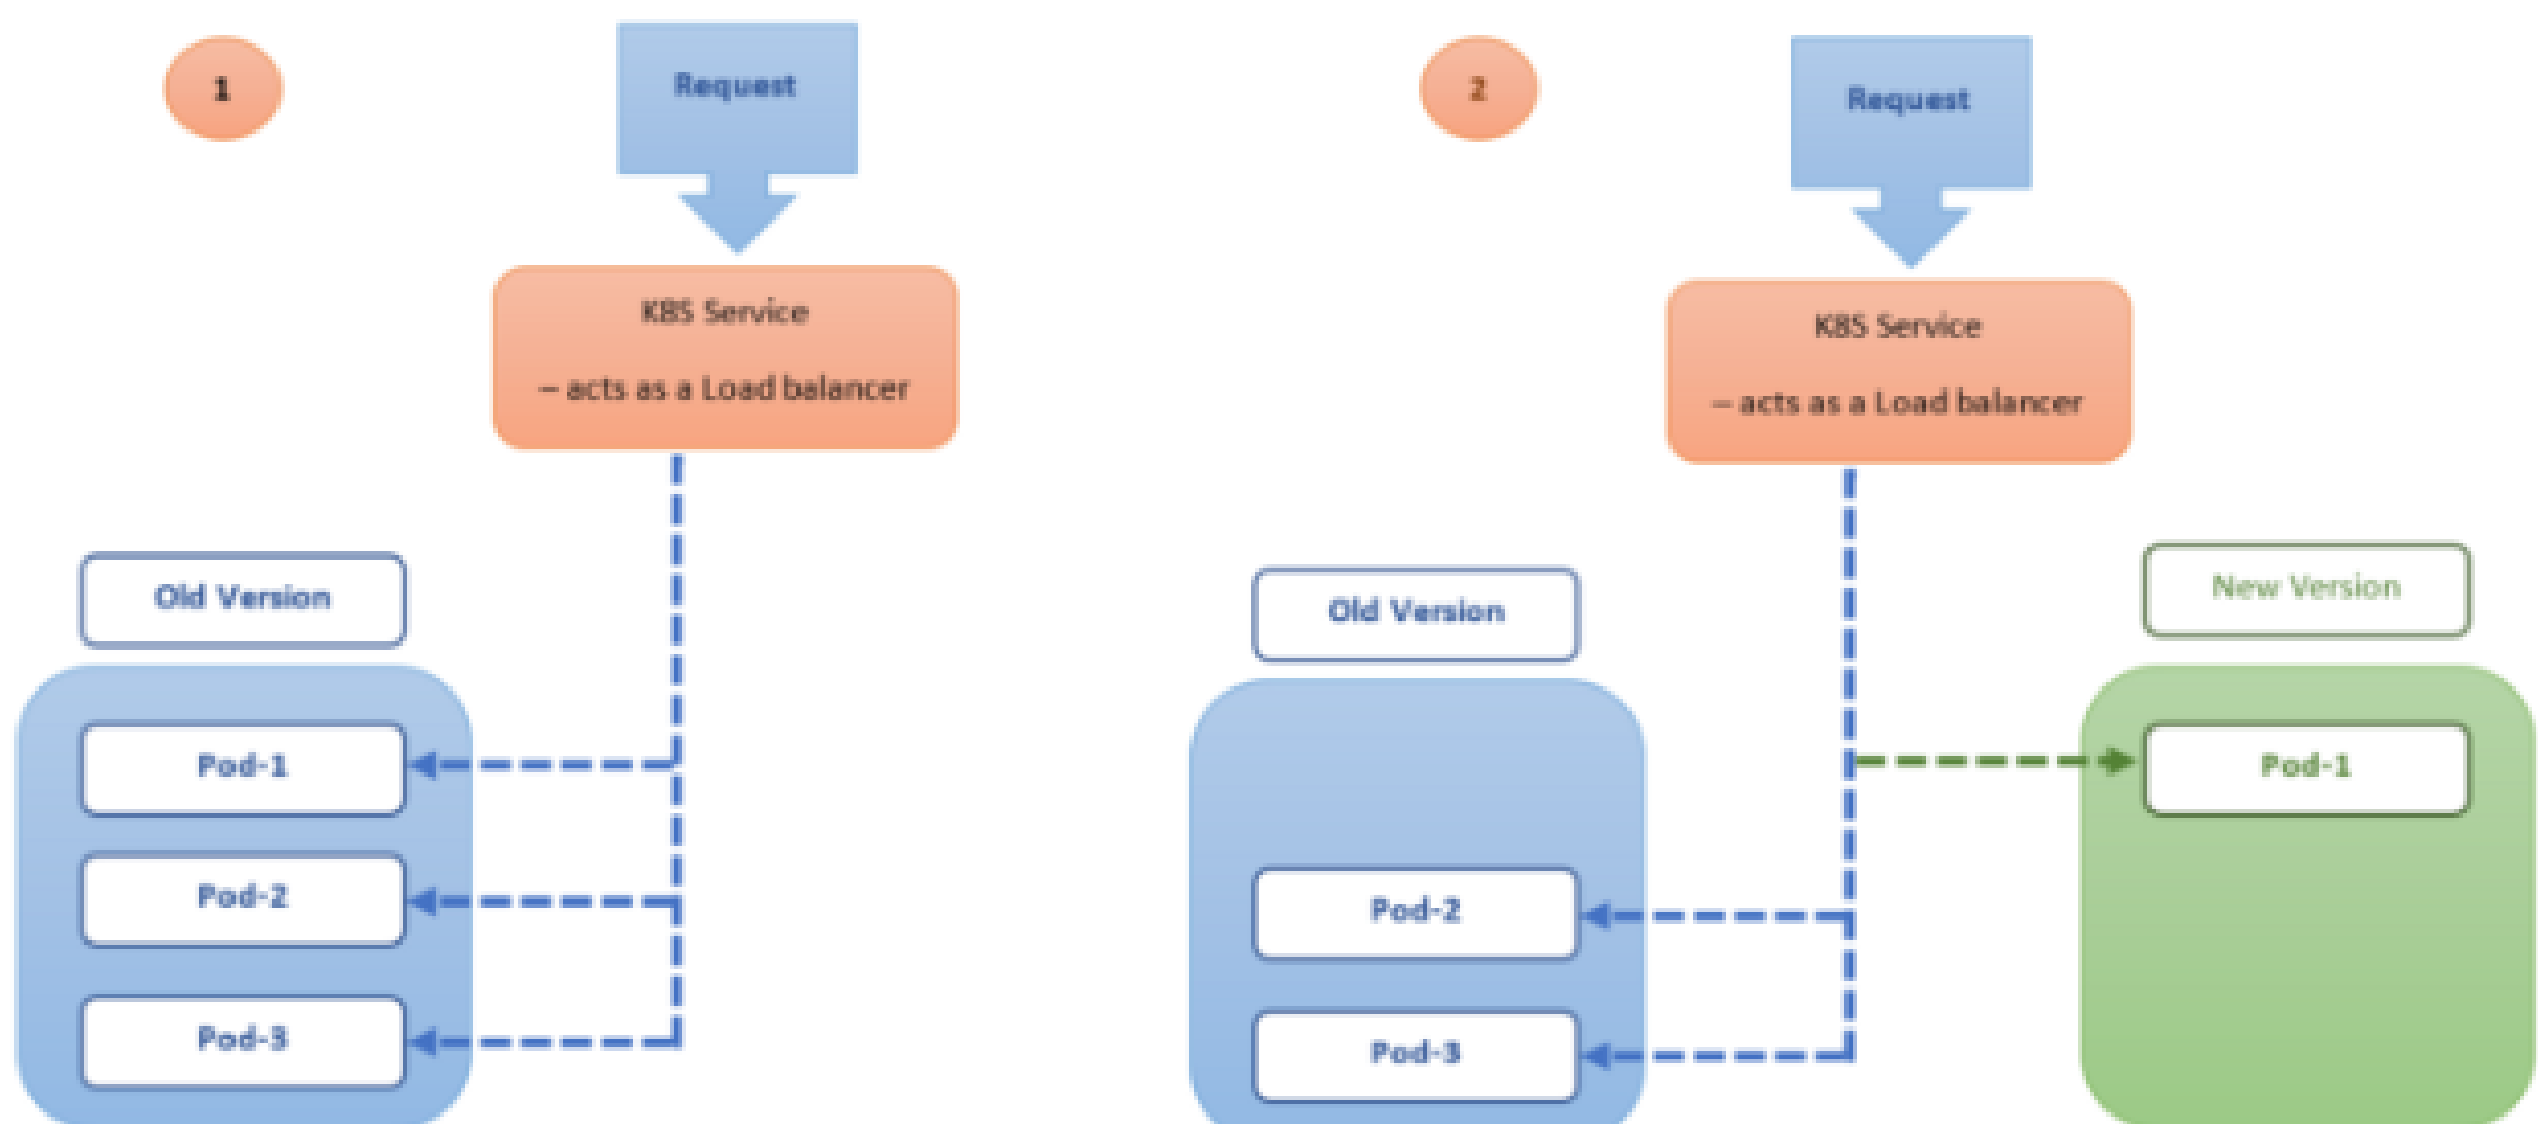 1
Request
K8S Service
– acts as a Load balancer
Old Version
Pod-1
Pod-2
Pod-3
2
Request
K8S Service
– acts as a Load balancer
Old Version
Pod-2
Pod-3
New Version
Pod-1